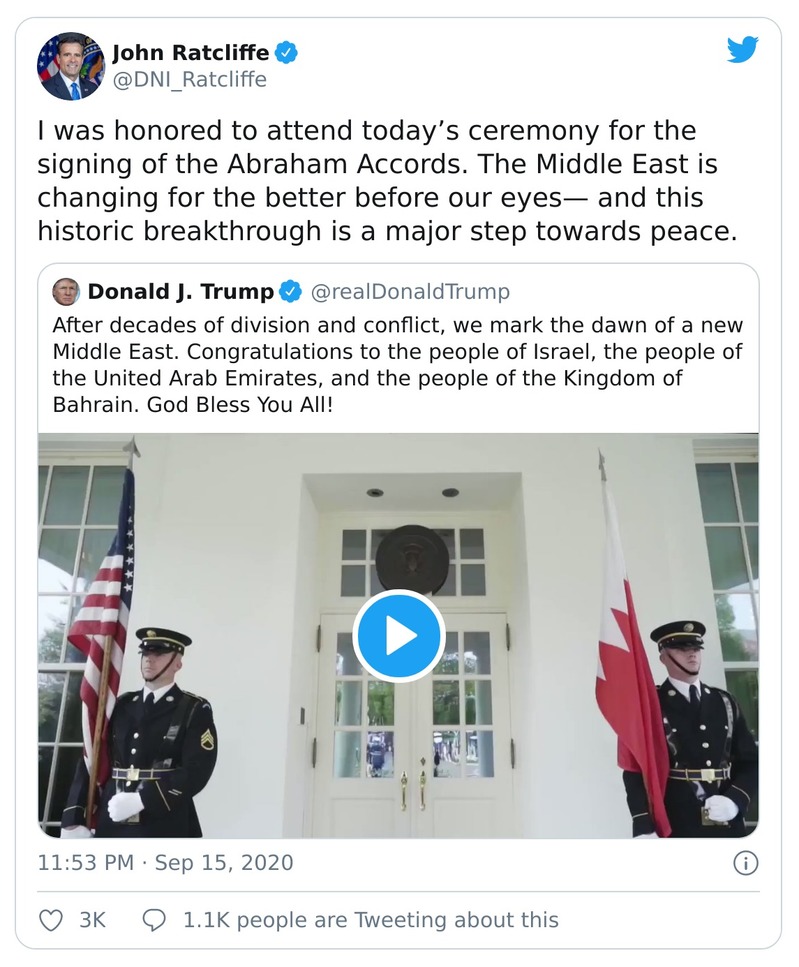 John Ratcliffe
@DNI_Ratcliffe
I was honored to attend today’s ceremony for the
signing of the Abraham Accords. The Middle East is
changing for the better before our eyes— and this
historic breakthrough is a major step towards peace.
Donald J. Trump @realDonaldTrump
After decades of division and conflict, we mark the dawn of a new
Middle East. Congratulations to the people of Israel, the people of
the United Arab Emirates, and the people of the Kingdom of
Bahrain. God Bless You All!
11:53 PM · Sep 15, 2020
3K 1.1K people are Tweeting about this